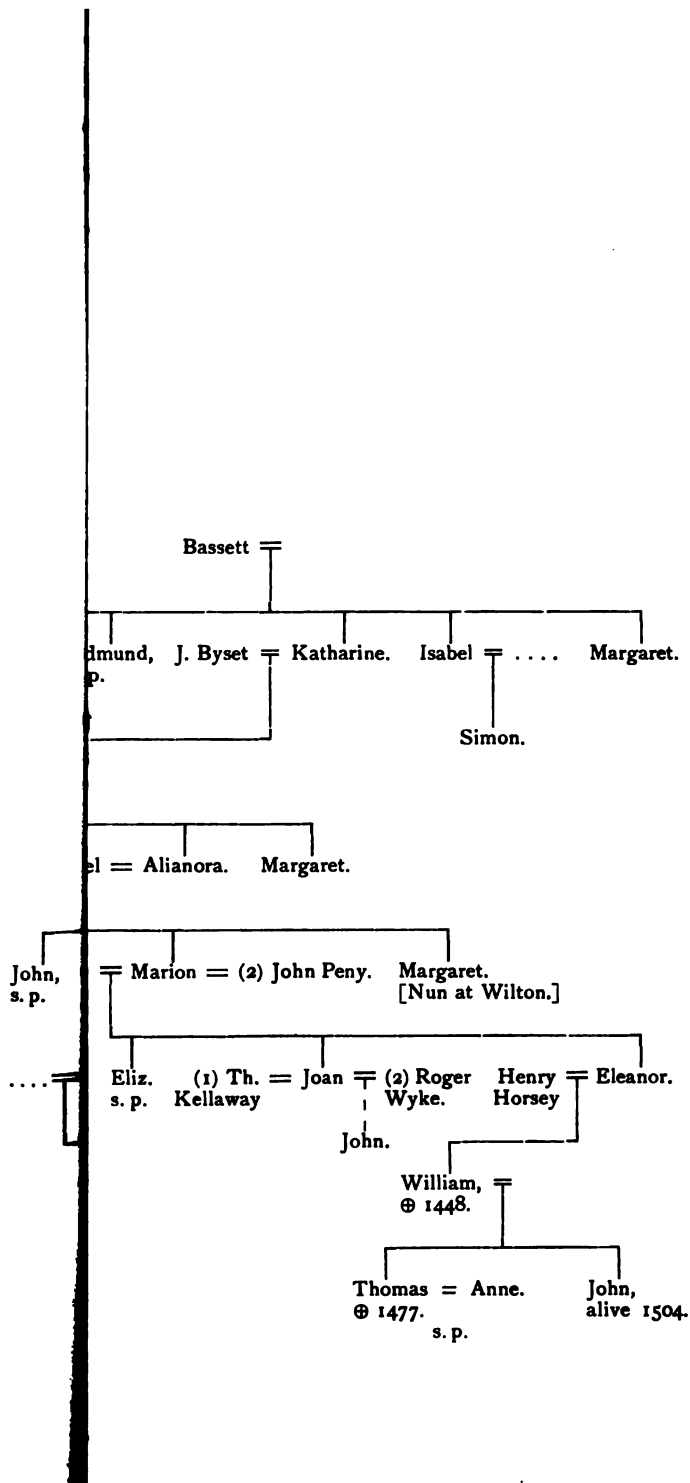 Bassett =
dmund, J. Byset = Katharine. Isabel = .... Margaret.
p.
Simon.
el = Alianora. Margaret.
John, = Marion = (2) John Peny. Margaret.
s. p. [Nun at Wilton.]
.... = Eliz. (1) Th. = Joan = (2) Roger Henry = Eleanor.
s. p. Kellaway Wyke. Horsey
John.
William, =
⊕ 1448.
Thomas = Anne. John,
⊕ 1477. alive 1504.
s. p.